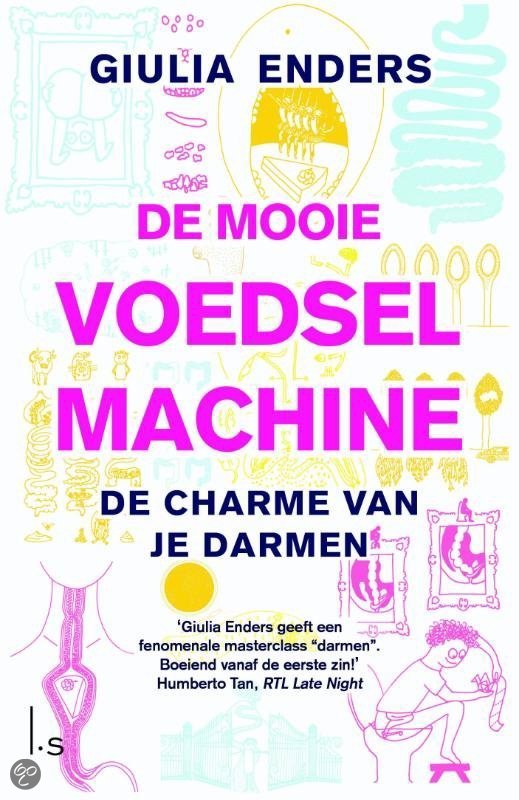 GIULIA ENDERS
DE MOOIE
VOEDSEL
MACHINE
DE CHARME VAN
JE DARMEN
‘Giulia Enders geeft een
fenomenale masterclass “darmen”.
Boeiend vanaf de eerste zin!’
Humberto Tan, RTL Late Night
l.s